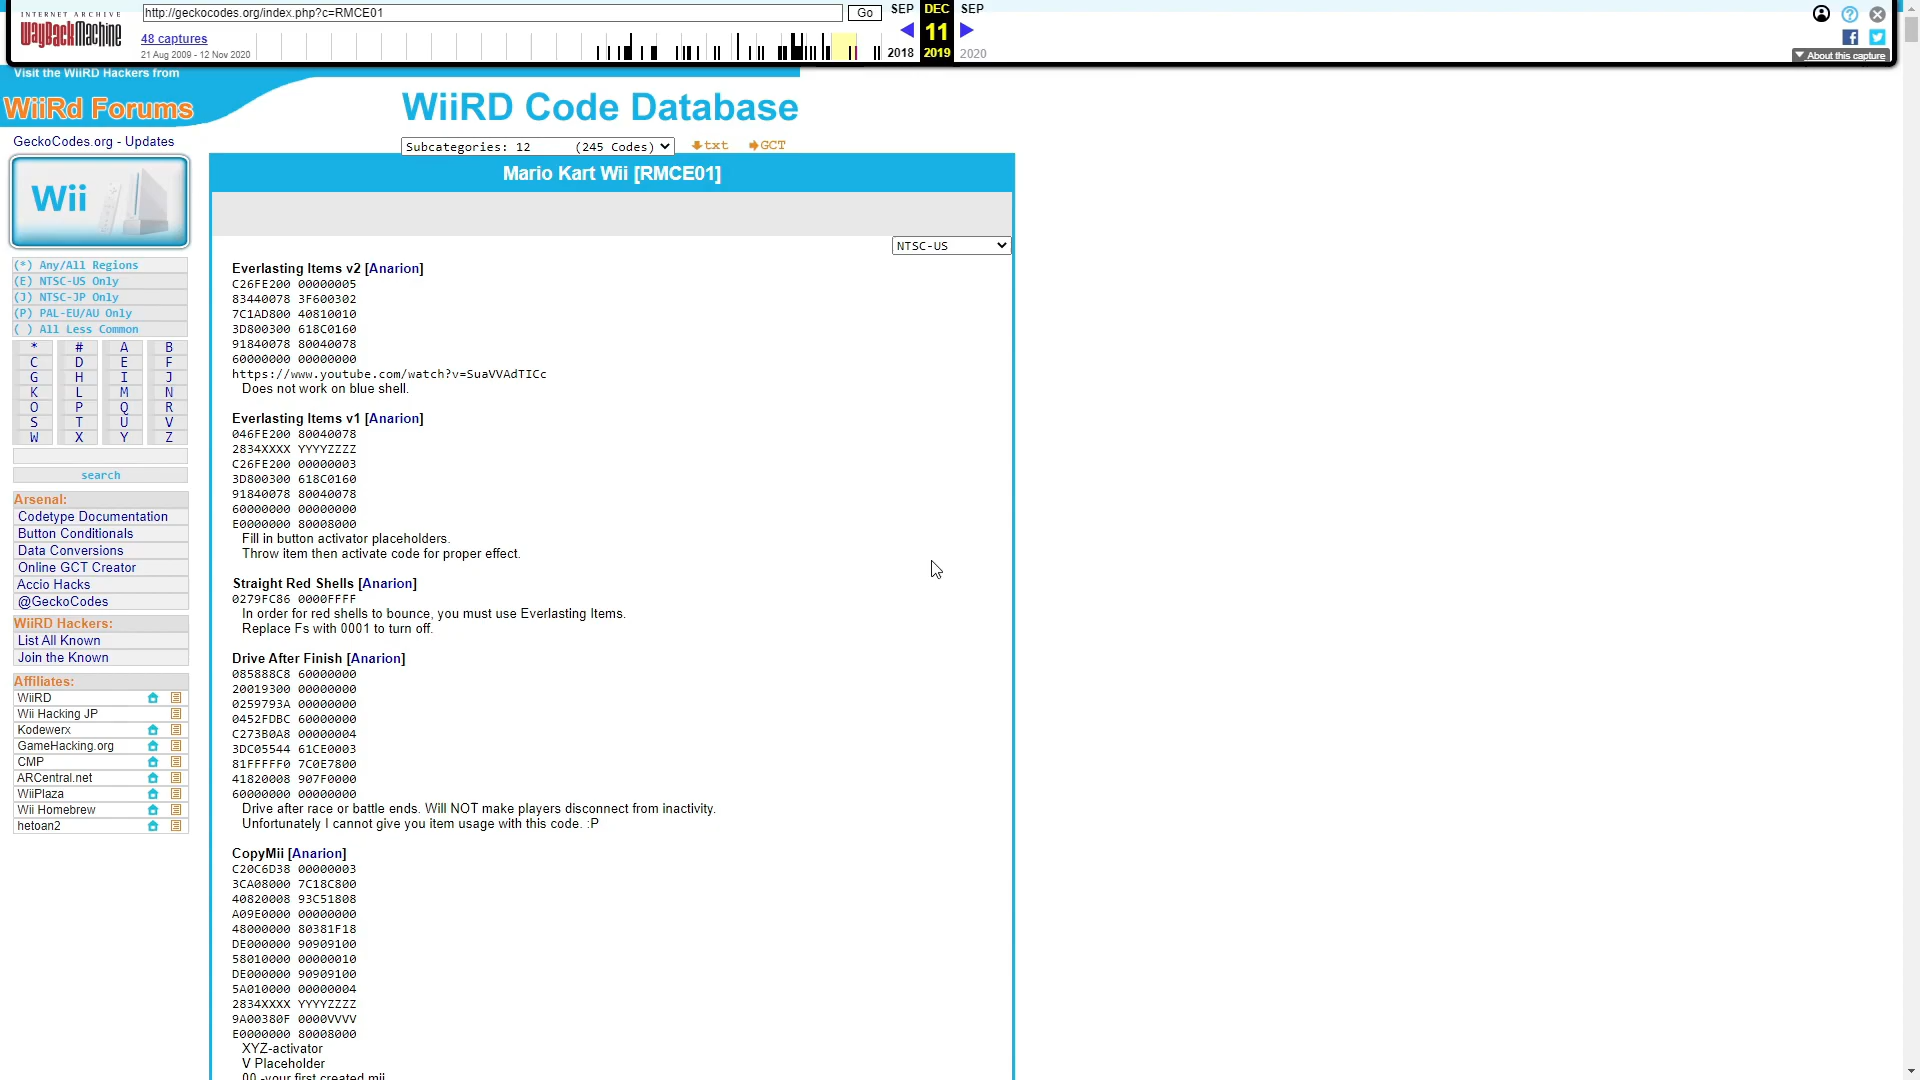 INTERNET ARCHIVE
WayBackMachine
http://geckocodes.org/index.php?c=RMCE01
Go
SEP
DEC
SEP
48 captures
11
21 Aug 2009 - 12 Nov 2020
2018
2019
2020
About this capture
Visit the WiiRD Hackers from
WiiRd Forums
WiiRD Code Database
GeckoCodes.org - Updates
Subcategories: 12 (245 Codes)
txt
GCT
Wii
Mario Kart Wii [RMCE01]
NTSC-US
(*) Any/All Regions
(E) NTSC-US Only
(J) NTSC-JP Only
(P) PAL-EU/AU Only
( ) All Less Common
* # A B
C D E F
G H I J
K L M N
O P Q R
S T U V
W X Y Z
search
Arsenal:
Codetype Documentation
Button Conditionals
Data Conversions
Online GCT Creator
Accio Hacks
@GeckoCodes
WiiRD Hackers:
List All Known
Join the Known
Affiliates:
WiiRD
Wii Hacking JP
Kodewerx
GameHacking.org
CMP
ARCentral.net
WiiPlaza
Wii Homebrew
hetoan2
Everlasting Items v2 [Anarion]
C26FE200 00000005
83440078 3F600302
7C1AD800 40810010
3D800300 618C0160
91840078 80040078
60000000 00000000
https://www.youtube.com/watch?v=SuaVVAdTICc
Does not work on blue shell.
Everlasting Items v1 [Anarion]
046FE200 80040078
2834XXXX YYYYZZZZ
C26FE200 00000003
3D800300 618C0160
91840078 80040078
60000000 00000000
E0000000 80008000
Fill in button activator placeholders.
Throw item then activate code for proper effect.
Straight Red Shells [Anarion]
0279FC86 0000FFFF
In order for red shells to bounce, you must use Everlasting Items.
Replace Fs with 0001 to turn off.
Drive After Finish [Anarion]
085888C8 60000000
20019300 00000000
0259793A 00000000
0452FDBC 60000000
C273B0A8 00000004
3DC05544 61CE0003
81FFFFF0 7C0E7800
41820008 907F0000
60000000 00000000
Drive after race or battle ends. Will NOT make players disconnect from inactivity.
Unfortunately I cannot give you item usage with this code. :P
CopyMii [Anarion]
C20C6D38 00000003
3CA08000 7C18C800
40820008 93C51808
A09E0000 00000000
48000000 80381F18
DE000000 90909100
58010000 00000010
DE000000 90909100
5A010000 00000004
2834XXXX YYYYZZZZ
9A00380F 0000VVVV
E0000000 80008000
XYZ-activator
V Placeholder
00 -your first created mii